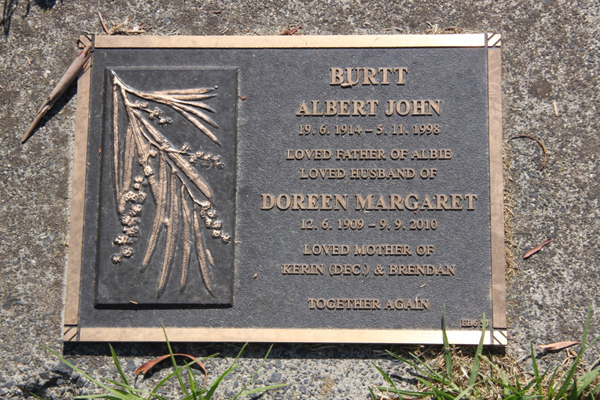 BURTT
ALBERT JOHN
19. 6. 1914 – 5. 11. 1998
LOVED FATHER OF ALBIE
LOVED HUSBAND OF
DOREEN MARGARET
12. 6. 1909 – 9. 9. 2010
LOVED MOTHER OF
KERIN (DEC.) & BRENDAN
TOGETHER AGAIN